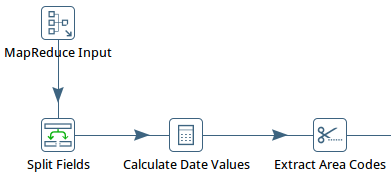 MapReduce Input
Split Fields
Calculate Date Values
Extract Area Codes